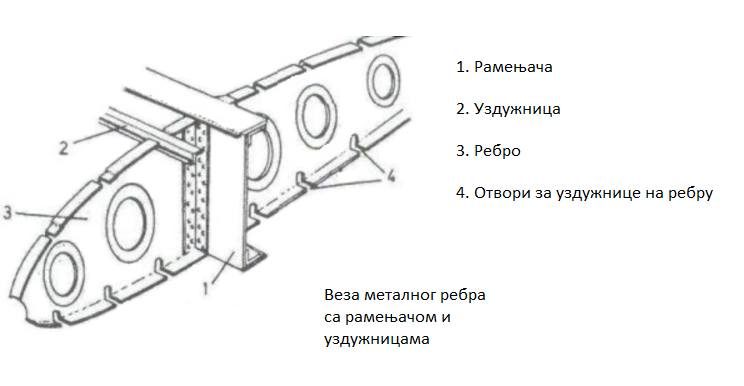 1. Рамењача
2. Уздужница
3. Ребро
4. Отвори за уздужнице на ребру
2
3
4
1
Веза металног ребра
са рамењачом и
уздужницама